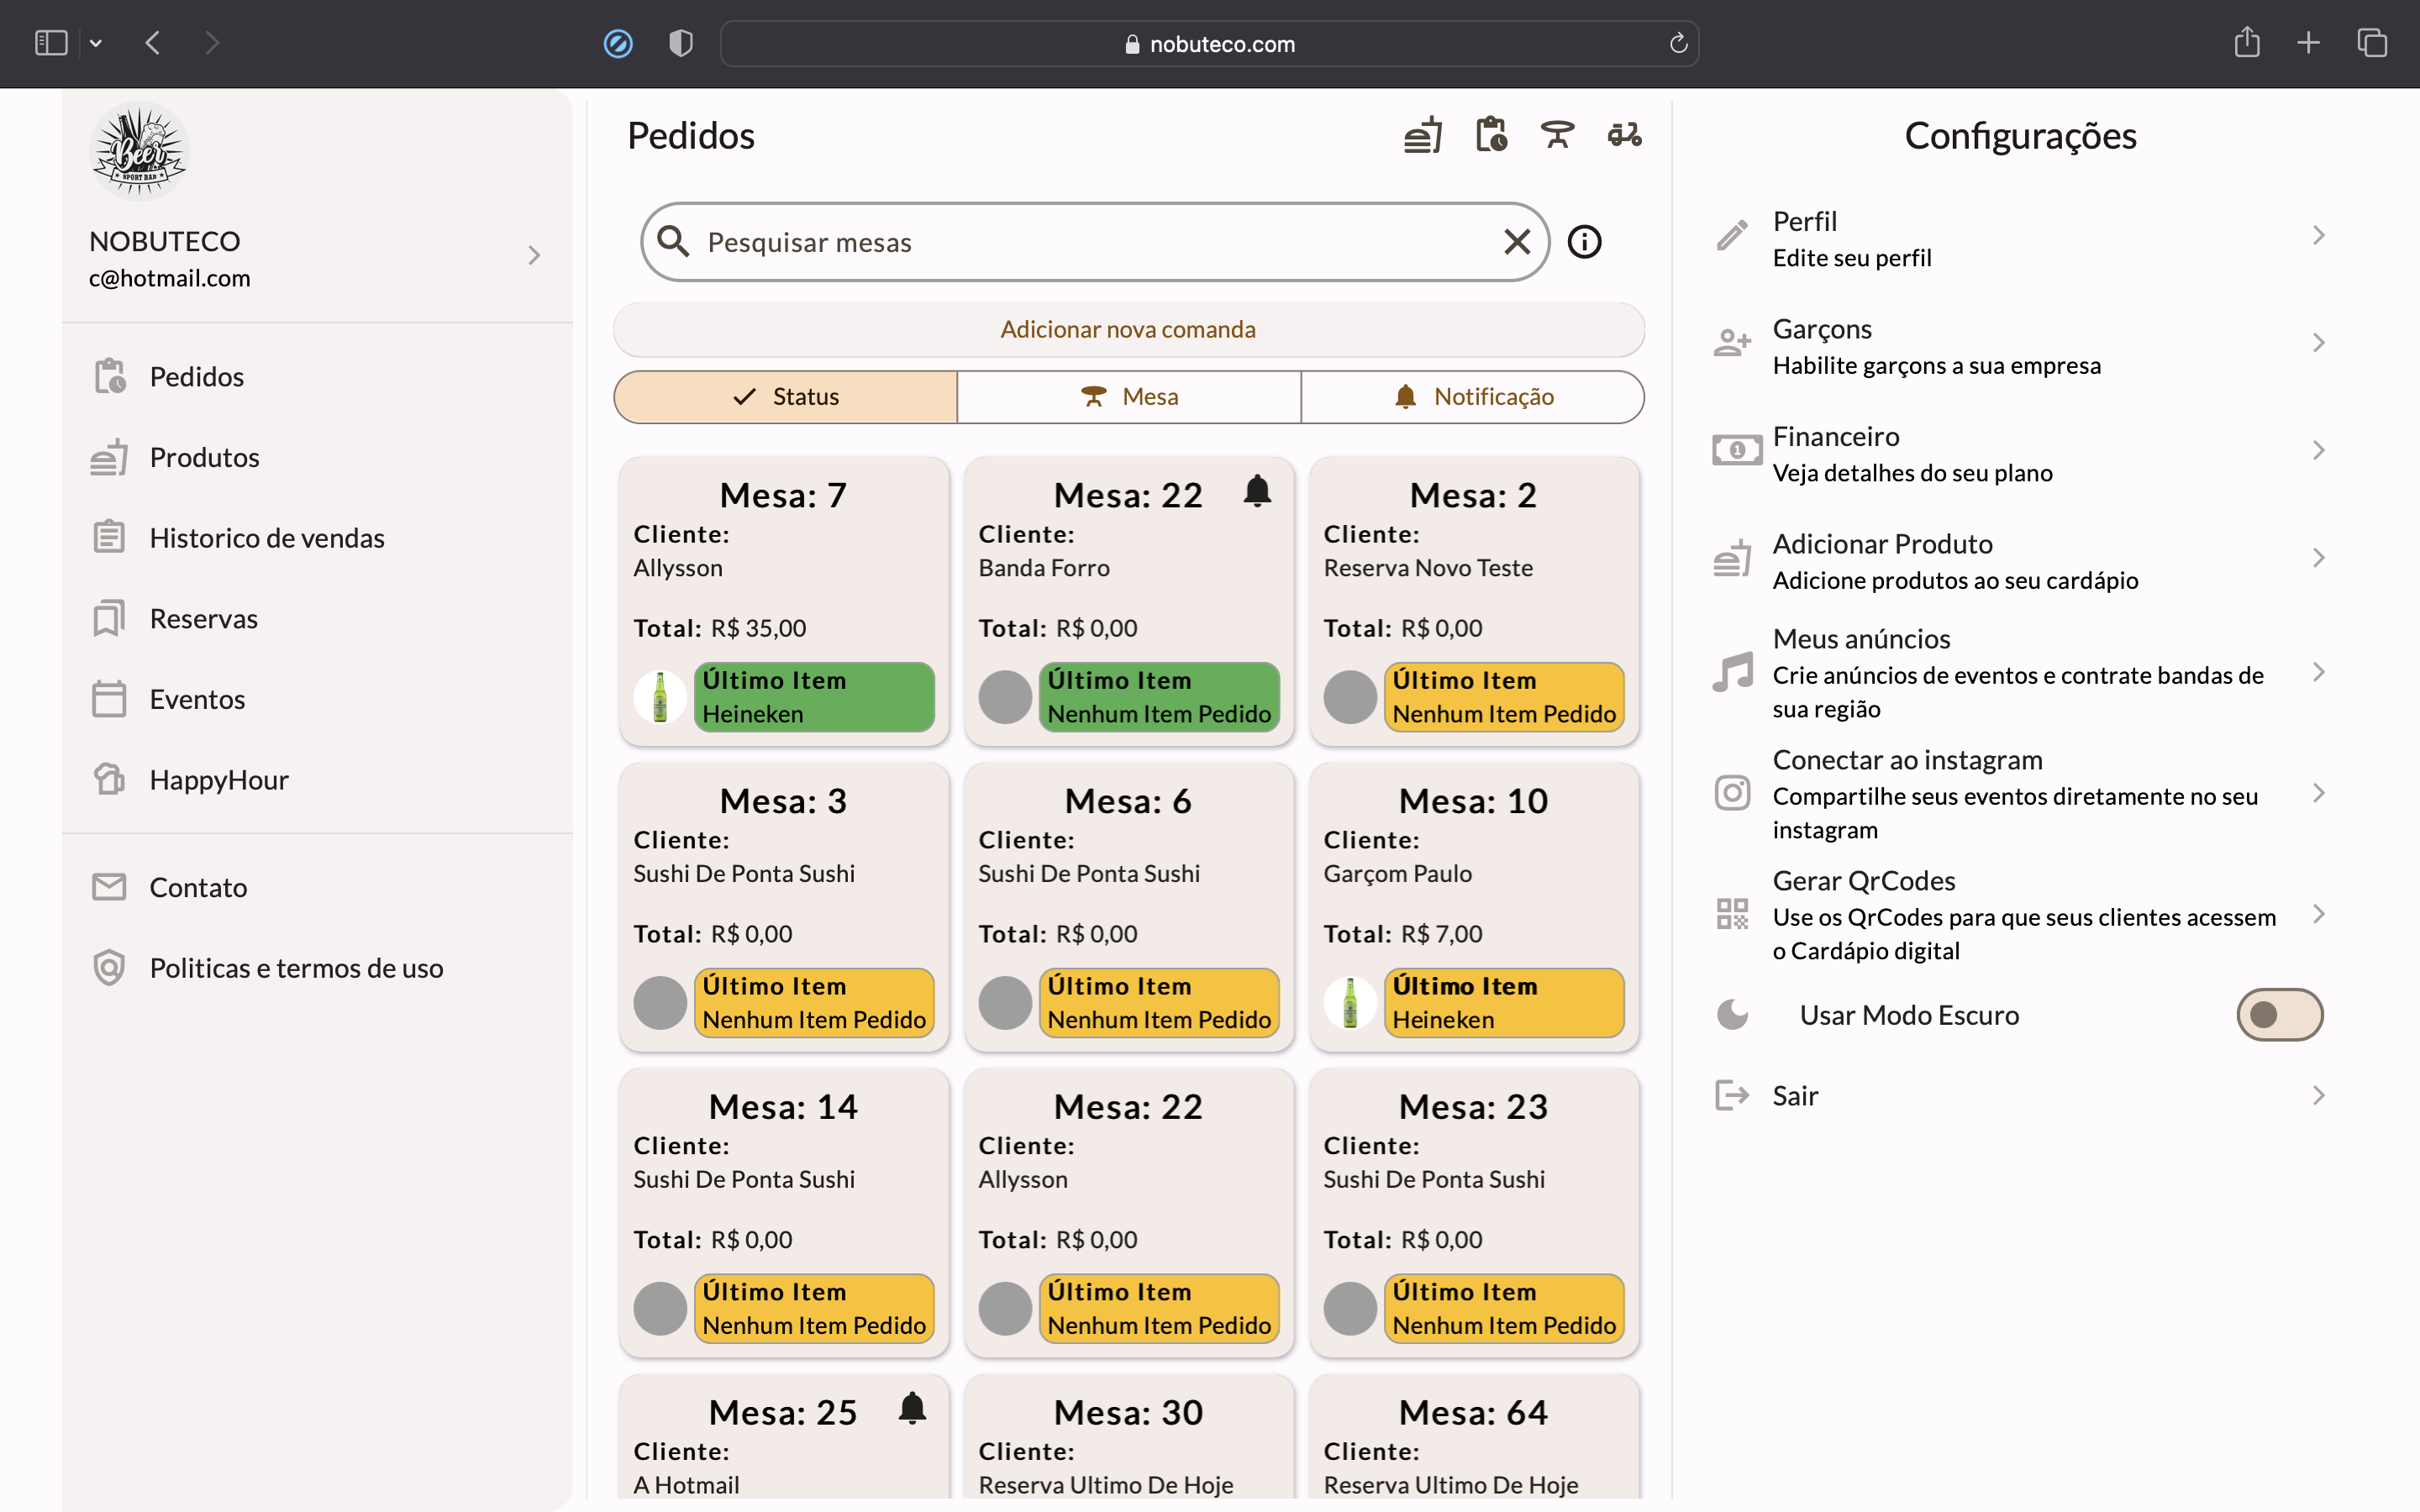 nobuteco.com
Beer
SPORT BAR
NOBUTECO
c@hotmail.com
Pedidos
Produtos
Historico de vendas
Reservas
Eventos
HappyHour
Contato
Politicas e termos de uso
Pedidos
Pesquisar mesas
Adicionar nova comanda
Status
Mesa
Notificação
Mesa: 7
Cliente:
Allysson
Total: R$ 35,00
Último Item
Heineken
Mesa: 22
Cliente:
Banda Forro
Total: R$ 0,00
Último Item
Nenhum Item Pedido
Mesa: 2
Cliente:
Reserva Novo Teste
Total: R$ 0,00
Último Item
Nenhum Item Pedido
Mesa: 3
Cliente:
Sushi De Ponta Sushi
Total: R$ 0,00
Último Item
Nenhum Item Pedido
Mesa: 6
Cliente:
Sushi De Ponta Sushi
Total: R$ 0,00
Último Item
Nenhum Item Pedido
Mesa: 10
Cliente:
Garçom Paulo
Total: R$ 7,00
Último Item
Heineken
Mesa: 14
Cliente:
Sushi De Ponta Sushi
Total: R$ 0,00
Último Item
Nenhum Item Pedido
Mesa: 22
Cliente:
Allysson
Total: R$ 0,00
Último Item
Nenhum Item Pedido
Mesa: 23
Cliente:
Sushi De Ponta Sushi
Total: R$ 0,00
Último Item
Nenhum Item Pedido
Mesa: 25
Cliente:
A Hotmail
Mesa: 30
Cliente:
Reserva Ultimo De Hoje
Mesa: 64
Cliente:
Reserva Ultimo De Hoje
Configurações
Perfil
Edite seu perfil
Garçons
Habilite garçons a sua empresa
Financeiro
Veja detalhes do seu plano
Adicionar Produto
Adicione produtos ao seu cardápio
Meus anúncios
Crie anúncios de eventos e contrate bandas de
sua região
Conectar ao instagram
Compartilhe seus eventos diretamente no seu
instagram
Gerar QrCodes
Use os QrCodes para que seus clientes acessem
o Cardápio digital
Usar Modo Escuro
Sair